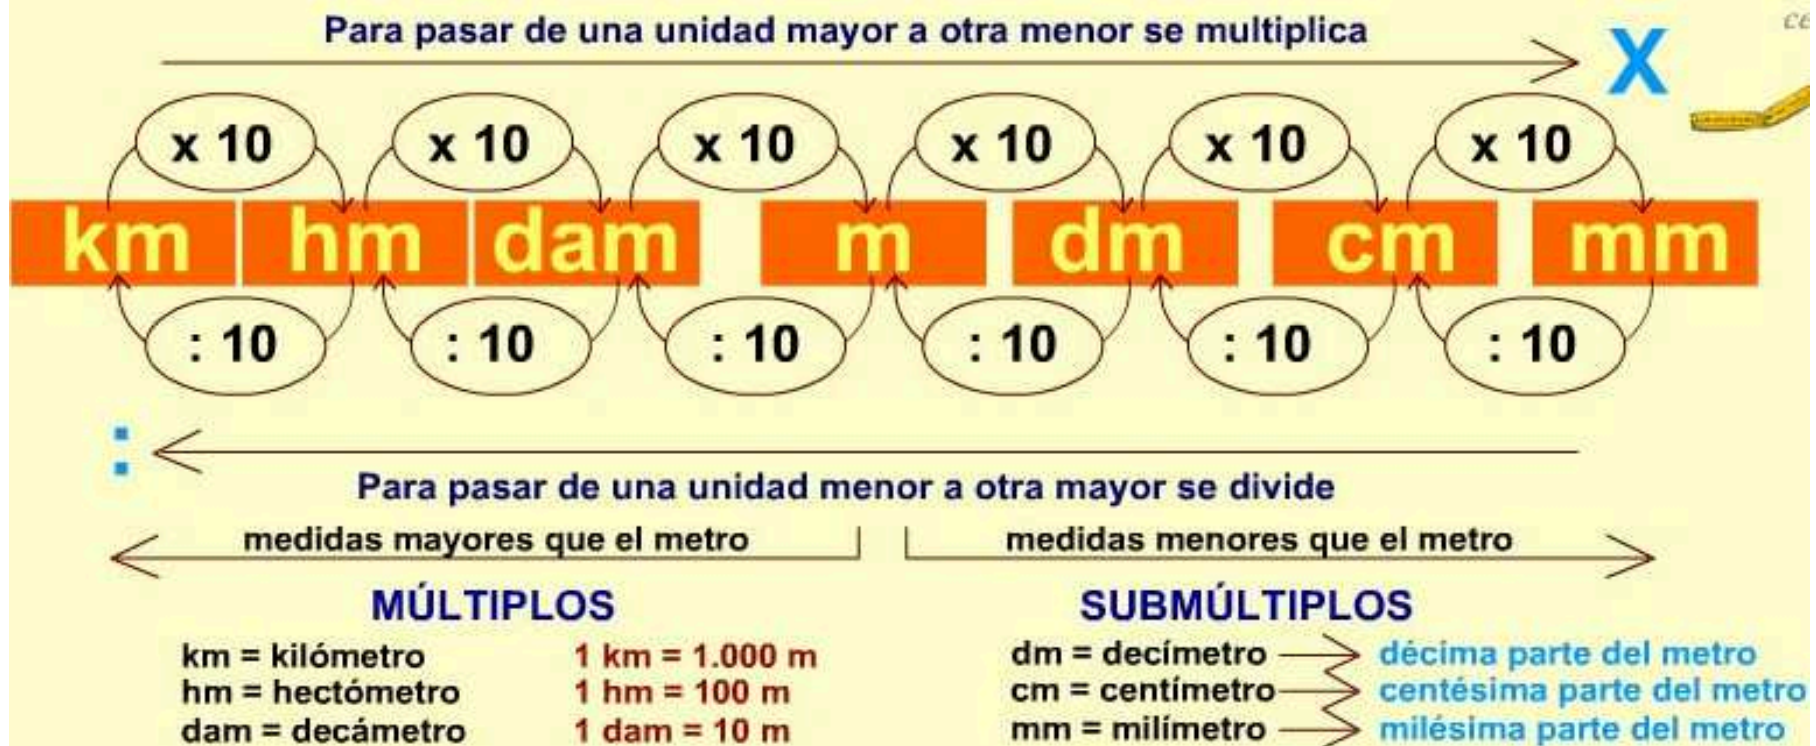 Para pasar de una unidad mayor a otra menor se multiplica
X
x 10 x 10 x 10 x 10 x 10 x 10
km hm dam m dm cm mm
: 10 : 10 : 10 : 10 : 10 : 10
:
Para pasar de una unidad menor a otra mayor se divide
medidas mayores que el metro medidas menores que el metro
MÚLTIPLOS SUBMÚLTIPLOS
km = kilómetro 1 km = 1.000 m dm = decímetro décima parte del metro
hm = hectómetro 1 hm = 100 m cm = centímetro centésima parte del metro
dam = decámetro 1 dam = 10 m mm = milímetro milésima parte del metro